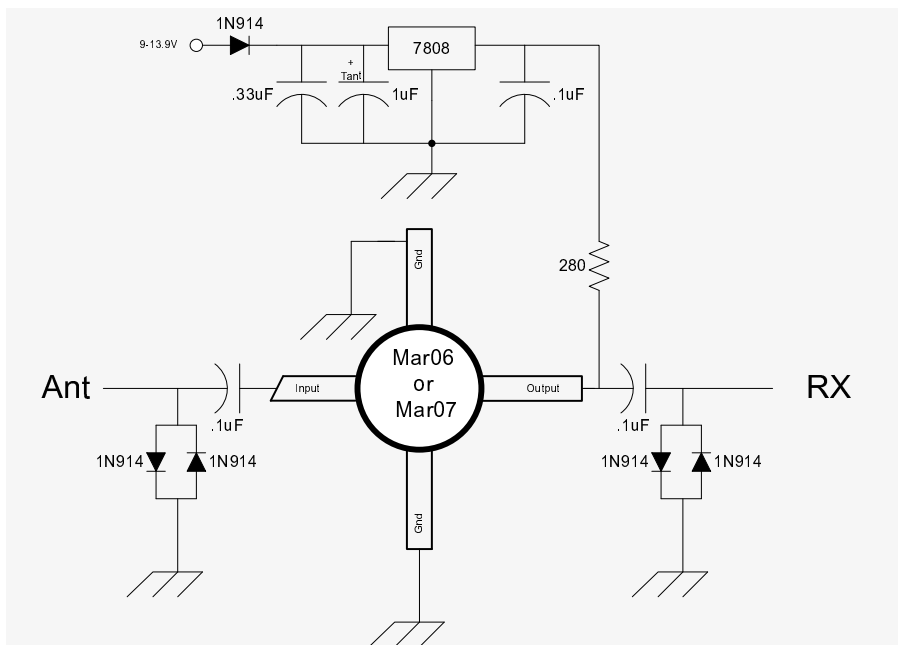 1N914
9-13.9V
7808
+
Tant
.33uF
1uF
.1uF
Gnd
280
Mar06
or
Mar07
Ant
Input
Output
RX
.1uF
.1uF
1N914
1N914
1N914
1N914
Gnd